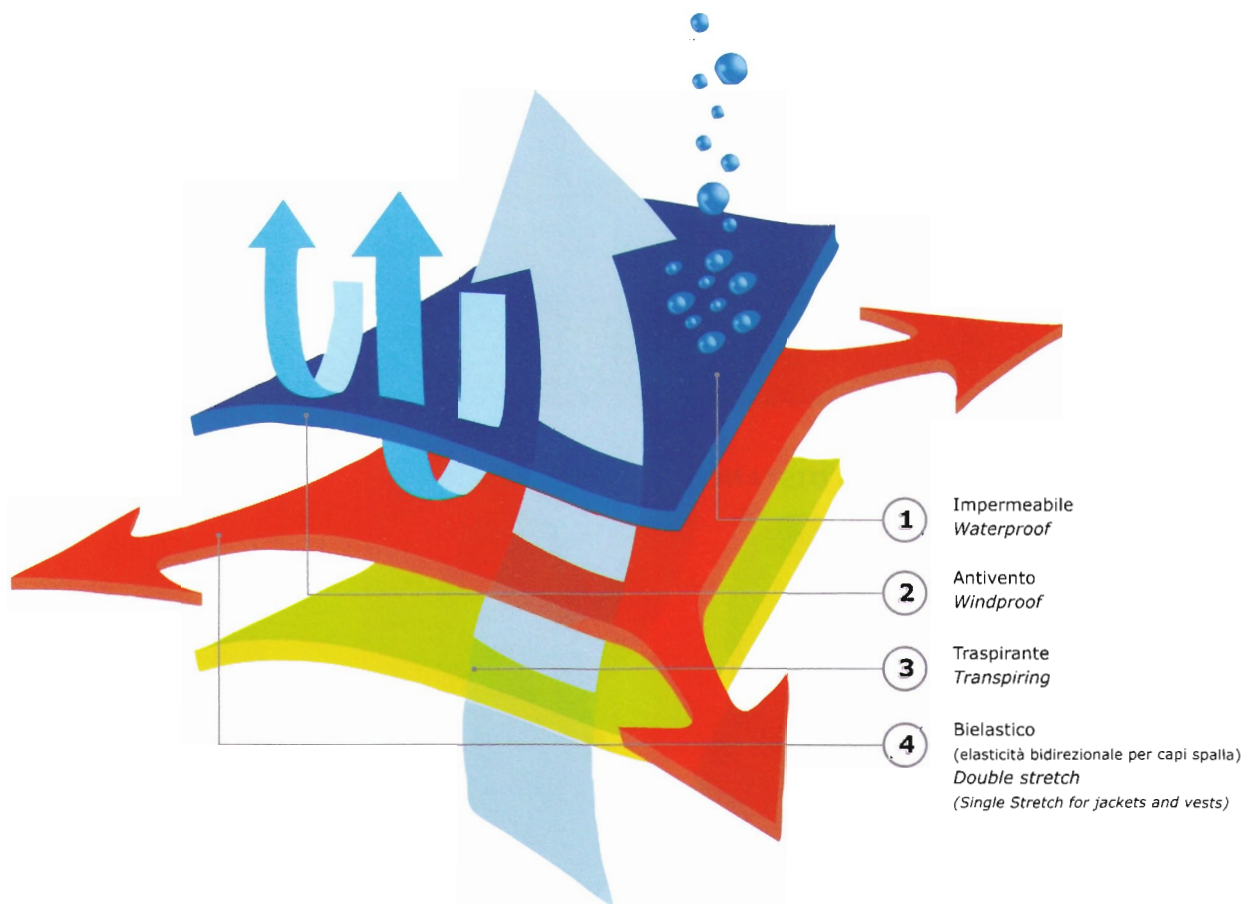 1
Impermeabile
Waterproof
2
Antivento
Windproof
3
Traspirante
Transpiring
4
Bielastico
(elasticità bidirezionale per capi spalla)
Double stretch
(Single Stretch for jackets and vests)